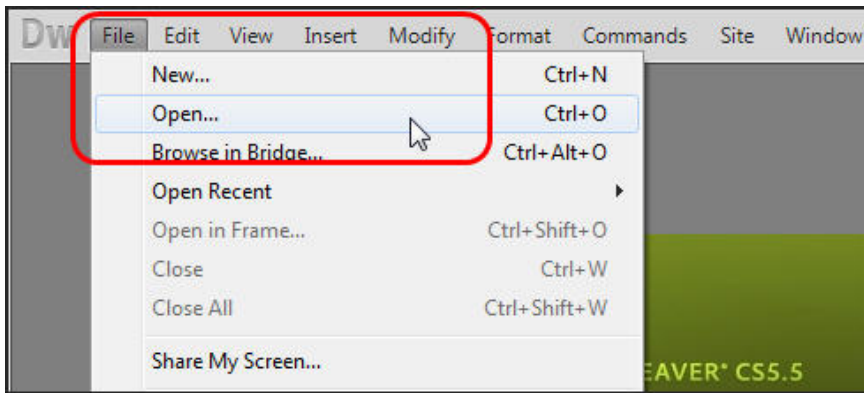 Dw File Edit View Insert Modify Format Commands Site Window
New... Ctrl+N
Open... Ctrl+O
Browse in Bridge... Ctrl+Alt+O
Open Recent
Open in Frame... Ctrl+Shift+O
Close Ctrl+W
Close All Ctrl+Shift+W
Share My Screen...
EAVER® CS5.5